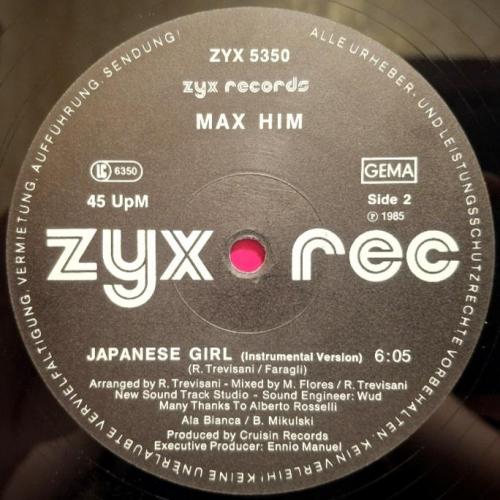 ALLE URHEBER- UND LEISTUNGSSCHUTZRECHTE VORBEHALTEN. KEIN VERLEIH! KEINE UNERLAUBTE VERVIELFÄLTIGUNG, VERMIETUNG, AUFFÜHRUNG, SENDUNG!
ZYX 5350
zyx records
MAX HIM
LC 6350
GEMA
45 UpM
Side 2
Ⓟ 1985
zyx rec
JAPANESE GIRL (Instrumental Version) 6:05
(R. Trevisani / Faragli)
Arranged by R. Trevisani - Mixed by M. Flores / R. Trevisani
New Sound Track Studio - Sound Engineer: Wud
Many Thanks To Alberto Rosselli
Ala Bianca / B. Mikulski
Produced by Cruisin Records
Executive Producer: Ennio Manuel